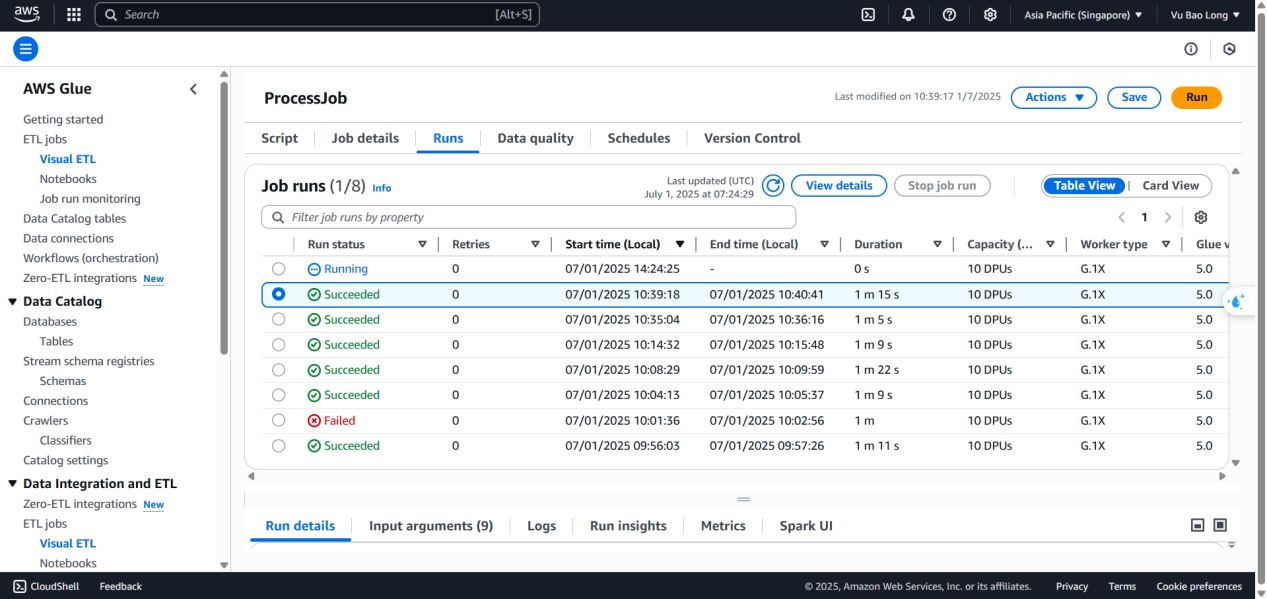 aws
Search [Alt+S]
Asia Pacific (Singapore) ▼
Vu Bao Long ▼
AWS Glue
Getting started
ETL jobs
Visual ETL
Notebooks
Job run monitoring
Data Catalog tables
Data connections
Workflows (orchestration)
Zero-ETL integrations New
Data Catalog
Databases
Tables
Stream schema registries
Schemas
Connections
Crawlers
Classifiers
Catalog settings
Data Integration and ETL
Zero-ETL integrations New
ETL jobs
Visual ETL
Notebooks
ProcessJob
Last modified on 10:39:17 1/7/2025
Actions ▼
Save
Run
Script
Job details
Runs
Data quality
Schedules
Version Control
Job runs (1/8) Info
Last updated (UTC)
July 1, 2025 at 07:24:29
View details
Stop job run
Table View
Card View
Filter job runs by property
1
Run status Retries Start time (Local) End time (Local) Duration Capacity (... Worker type Glue v
Running 0 07/01/2025 14:24:25 - 0 s 10 DPUs G.1X 5.0
Succeeded 0 07/01/2025 10:39:18 07/01/2025 10:40:41 1 m 15 s 10 DPUs G.1X 5.0
Succeeded 0 07/01/2025 10:35:04 07/01/2025 10:36:16 1 m 5 s 10 DPUs G.1X 5.0
Succeeded 0 07/01/2025 10:14:32 07/01/2025 10:15:48 1 m 9 s 10 DPUs G.1X 5.0
Succeeded 0 07/01/2025 10:08:29 07/01/2025 10:09:59 1 m 22 s 10 DPUs G.1X 5.0
Succeeded 0 07/01/2025 10:04:13 07/01/2025 10:05:37 1 m 9 s 10 DPUs G.1X 5.0
Failed 0 07/01/2025 10:01:36 07/01/2025 10:02:56 1 m 10 DPUs G.1X 5.0
Succeeded 0 07/01/2025 09:56:03 07/01/2025 09:57:26 1 m 11 s 10 DPUs G.1X 5.0
Run details
Input arguments (9)
Logs
Run insights
Metrics
Spark UI
CloudShell
Feedback
© 2025, Amazon Web Services, Inc. or its affiliates.
Privacy
Terms
Cookie preferences